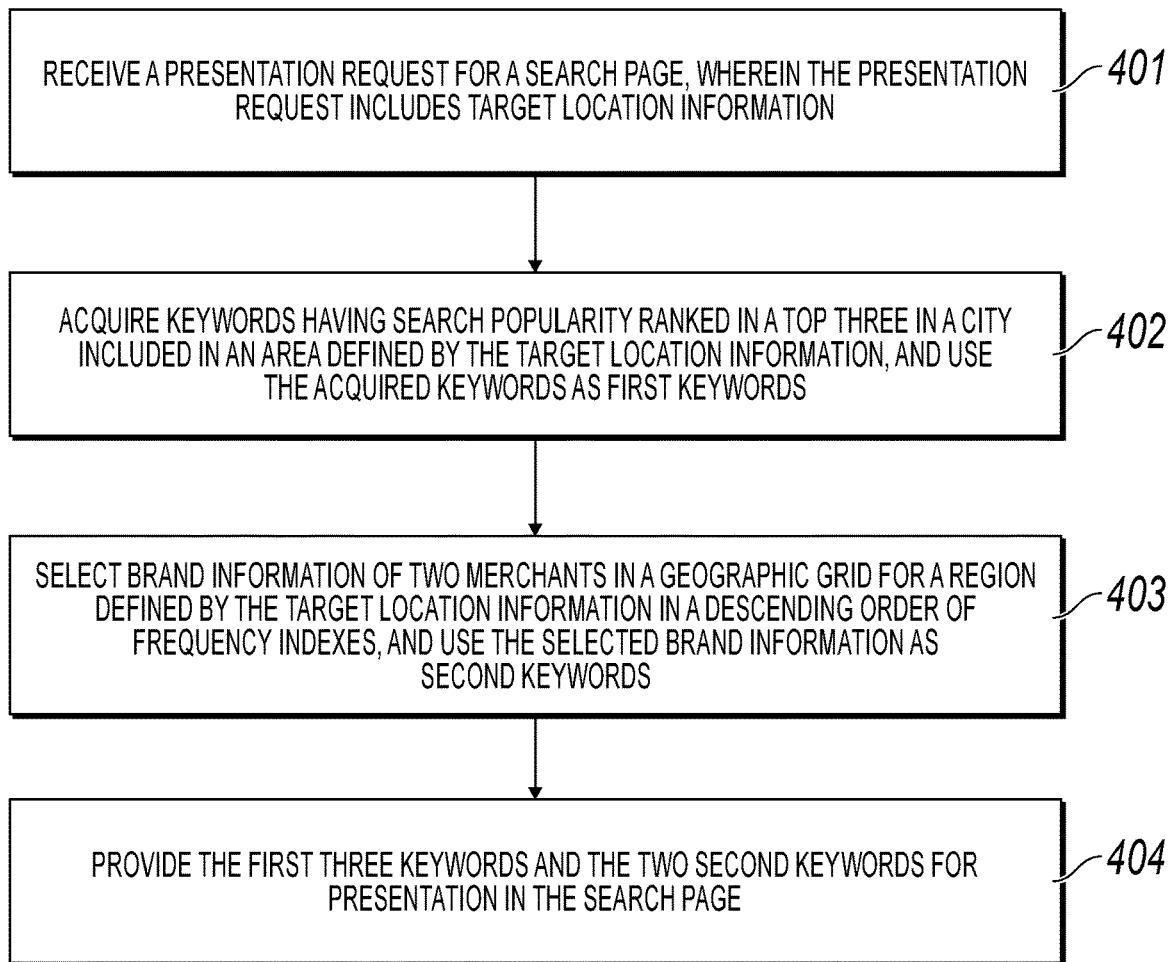 RECEIVE A PRESENTATION REQUEST FOR A SEARCH PAGE, WHEREIN THE PRESENTATION
REQUEST INCLUDES TARGET LOCATION INFORMATION
401
ACQUIRE KEYWORDS HAVING SEARCH POPULARITY RANKED IN A TOP THREE IN A CITY
INCLUDED IN AN AREA DEFINED BY THE TARGET LOCATION INFORMATION, AND USE
THE ACQUIRED KEYWORDS AS FIRST KEYWORDS
402
SELECT BRAND INFORMATION OF TWO MERCHANTS IN A GEOGRAPHIC GRID FOR A REGION
DEFINED BY THE TARGET LOCATION INFORMATION IN A DESCENDING ORDER OF
FREQUENCY INDEXES, AND USE THE SELECTED BRAND INFORMATION AS
SECOND KEYWORDS
403
PROVIDE THE FIRST THREE KEYWORDS AND THE TWO SECOND KEYWORDS FOR
PRESENTATION IN THE SEARCH PAGE
404